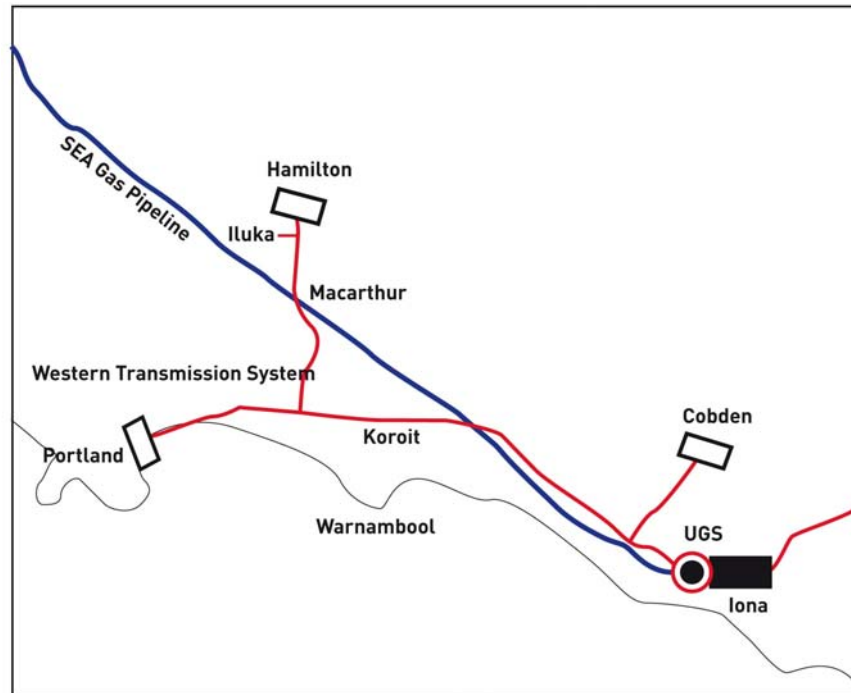 SEA Gas Pipeline
Hamilton
Iluka
Macarthur
Western Transmission System
Cobden
Koroit
Portland
Warnambool
UGS
Iona